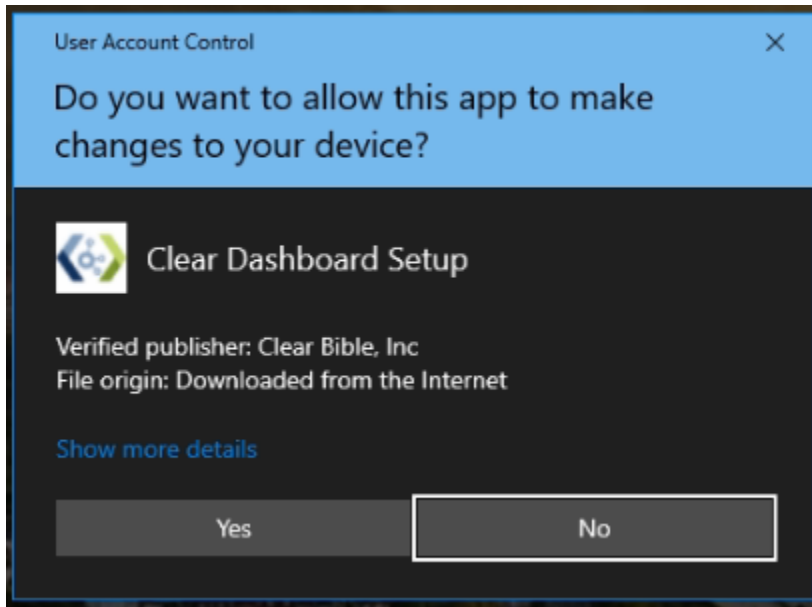 User Account Control
Do you want to allow this app to make
changes to your device?
Clear Dashboard Setup
Verified publisher: Clear Bible, Inc
File origin: Downloaded from the Internet
Show more details
Yes
No